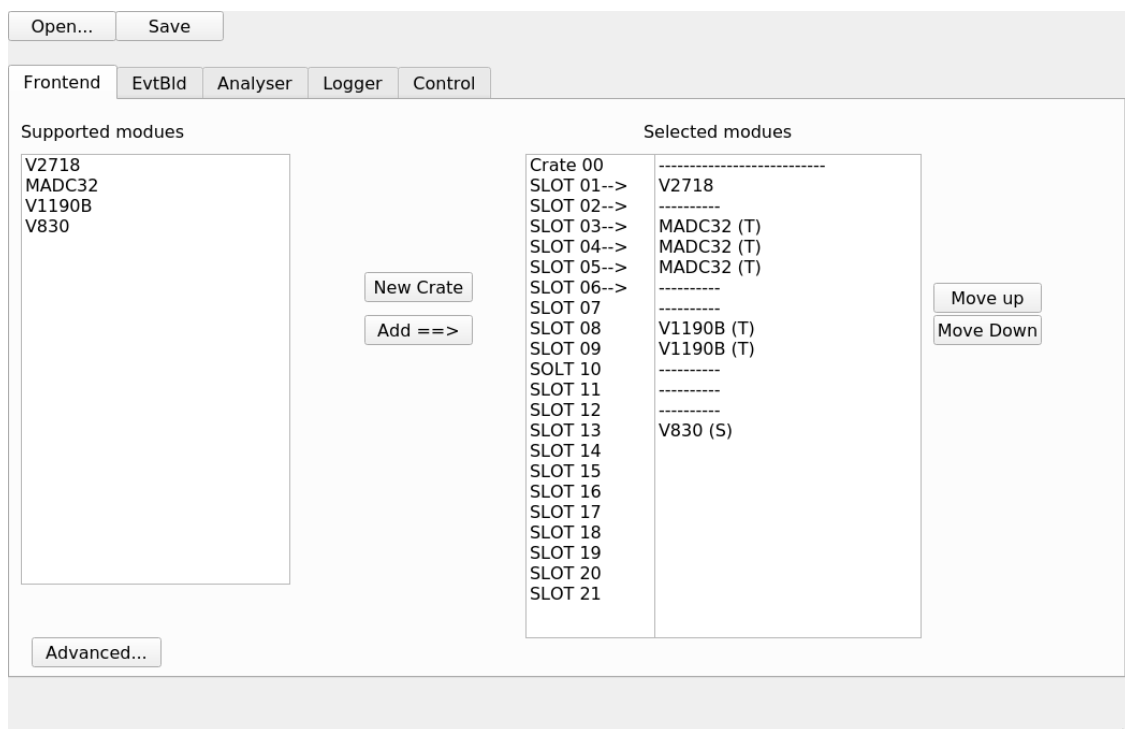 Open... Save
Frontend EvtBld Analyser Logger Control
Supported modues
V2718
MADC32
V1190B
V830
New Crate
Add ==>
Advanced...
Selected modues
Crate 00 ---------------------------
SLOT 01--> V2718
SLOT 02--> ----------
SLOT 03--> MADC32 (T)
SLOT 04--> MADC32 (T)
SLOT 05--> MADC32 (T)
SLOT 06--> ----------
SLOT 07 ----------
SLOT 08 V1190B (T)
SLOT 09 V1190B (T)
SOLT 10 ----------
SLOT 11 ----------
SLOT 12 ----------
SLOT 13 V830 (S)
SLOT 14
SLOT 15
SLOT 16
SLOT 17
SLOT 18
SLOT 19
SLOT 20
SLOT 21
Move up
Move Down